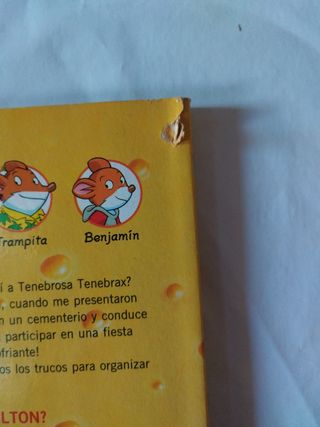 Trampita Benjamín
í a Tenebrosa Tenebrax?
, cuando me presentaron
n un cementerio y conduce
participar en una fiesta
friante!
os los trucos para organizar
LTON?